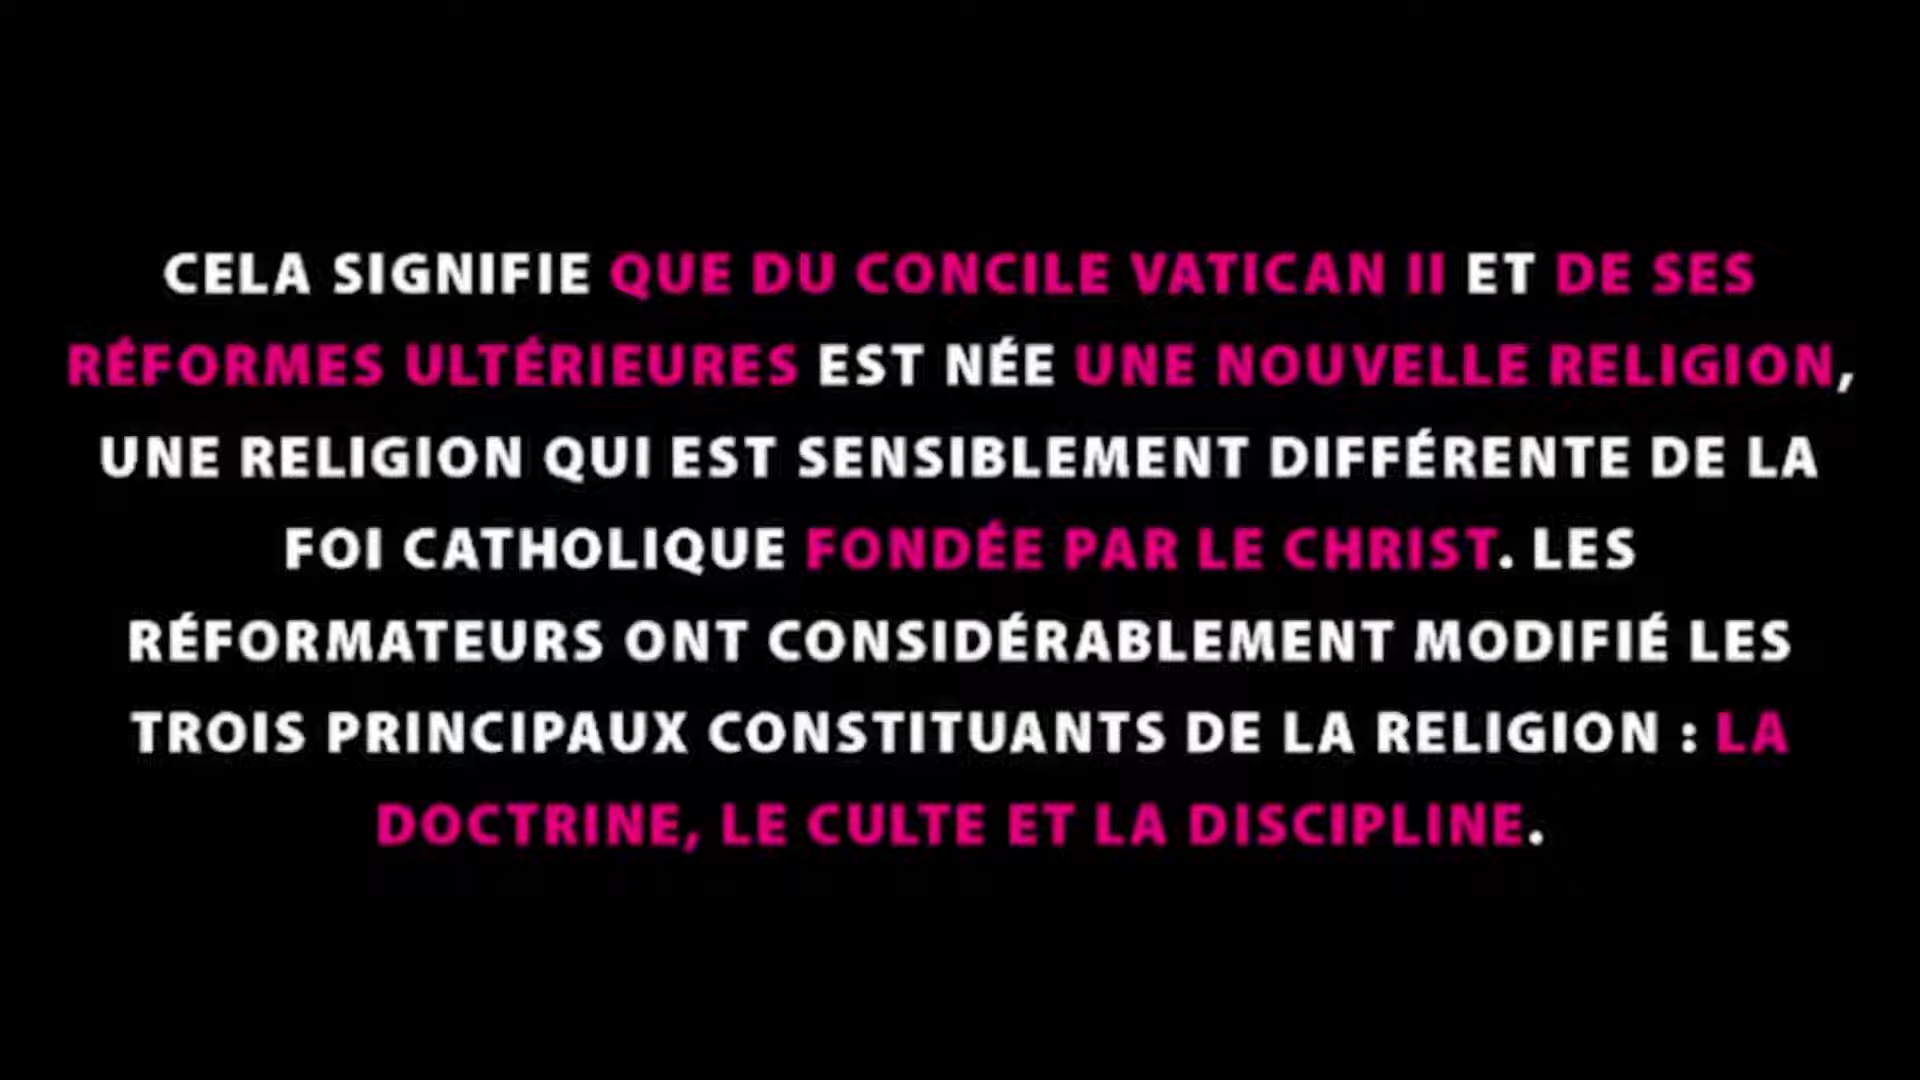 CELA SIGNIFIE QUE DU CONCILE VATICAN II ET DE SES
RÉFORMES ULTÉRIEURES EST NÉE UNE NOUVELLE RELIGION,
UNE RELIGION QUI EST SENSIBLEMENT DIFFÉRENTE DE LA
FOI CATHOLIQUE FONDÉE PAR LE CHRIST. LES
RÉFORMATEURS ONT CONSIDÉRABLEMENT MODIFIÉ LES
TROIS PRINCIPAUX CONSTITUANTS DE LA RELIGION : LA
DOCTRINE, LE CULTE ET LA DISCIPLINE.